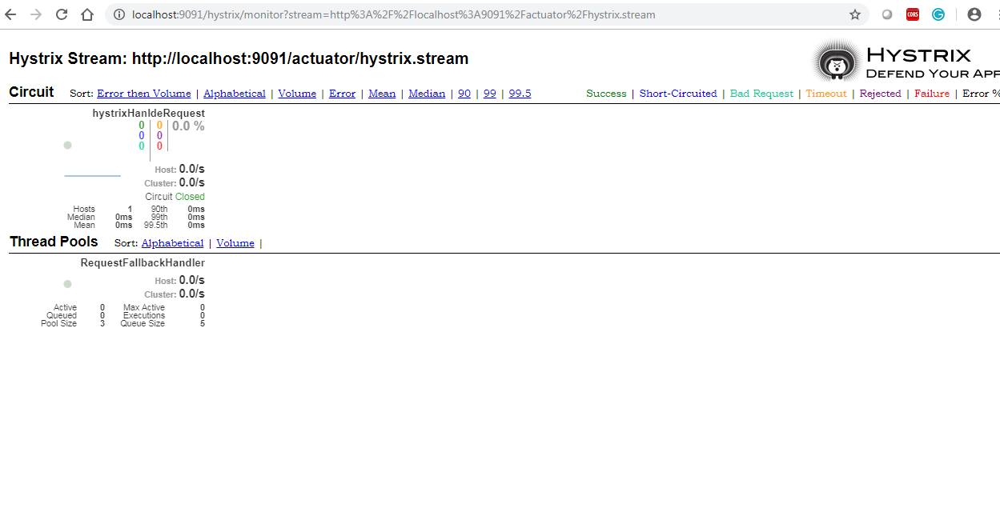 localhost:9091/hystrix/monitor?stream=http%3A%2F%2Flocalhost%3A9091%2Factuator%2Fhystrix.stream
CORS
Hystrix Stream: http://localhost:9091/actuator/hystrix.stream
HYSTRIX
DEFEND YOUR APP
Circuit Sort: Error then Volume | Alphabetical | Volume | Error | Mean | Median | 90 | 99 | 99.5 Success | Short-Circuited | Bad Request | Timeout | Rejected | Failure | Error %
hystrixHanldeRequest
0 0 0.0 %
0 0
0 0
Host: 0.0/s
Cluster: 0.0/s
Circuit Closed
Hosts 1 90th 0ms
Median 0ms 99th 0ms
Mean 0ms 99.5th 0ms
Thread Pools Sort: Alphabetical | Volume |
RequestFallbackHandler
Host: 0.0/s
Cluster: 0.0/s
Active 0 Max Active 0
Queued 0 Executions 0
Pool Size 3 Queue Size 5